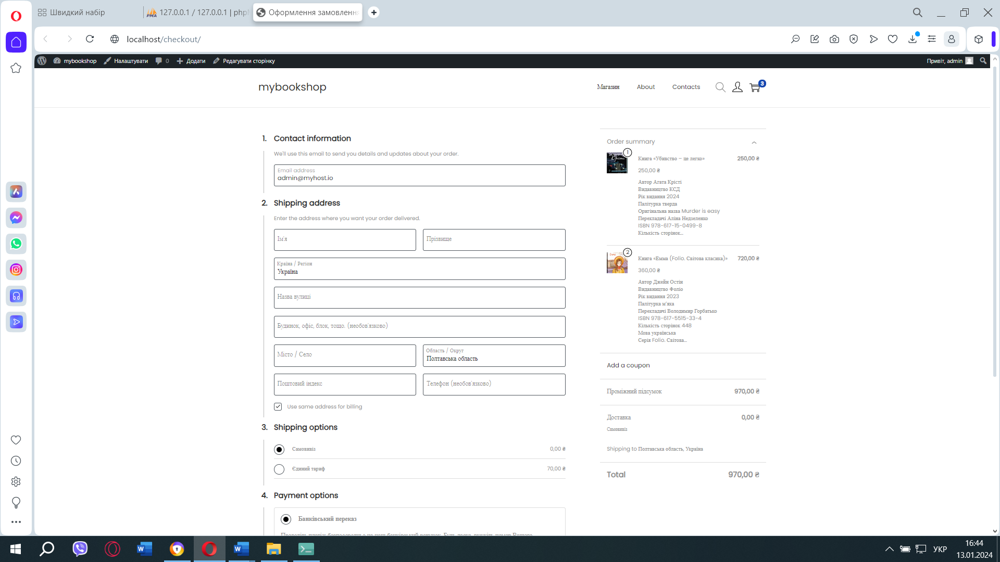 Швидкий набір
127.0.0.1 / 127.0.0.1 | php
Оформлення замовлення
localhost/checkout/
mybookshop
Налаштувати
0
Додати
Редагувати сторінку
Привіт, admin
mybookshop
Магазин
About
Contacts
3
1. Contact information
We'll use this email to send you details and updates about your order.
Email address
admin@myhost.io
2. Shipping address
Enter the address where you want your order delivered.
Ім'я
Прізвище
Країна / Регіон
Україна
Назва вулиці
Будинок, офіс, блок, тощо. (необов'язково)
Місто / Село
Область / Округ
Полтавська область
Поштовий індекс
Телефон (необов'язково)
Use same address for billing
3. Shipping options
Самовивіз 0,00 ₴
Єдиний тариф 70,00 ₴
4. Payment options
Банківський переказ
Order summary
1
Книга «Убивство – це легко» 250,00 ₴
250,00 ₴
Автор Агата Крісті
Видавництво КСД
Рік видання 2024
Палітурка тверда
Оригінальна назва Murder is easy
Перекладачі Аліна Недзеленко
ISBN 978-617-15-0499-8
Кількість сторінок…
2
Книга «Емма (Folio. Світова класика)» 720,00 ₴
360,00 ₴
Автор Джейн Остін
Видавництво Фоліо
Рік видання 2023
Палітурка м'яка
Перекладачі Володимир Горбатько
ISBN 978-617-5515-33-4
Кількість сторінок 448
Мова українська
Серія Folio. Світова…
Add a coupon
Проміжний підсумок 970,00 ₴
Доставка 0,00 ₴
Самовивіз
Shipping to Полтавська область, Україна
Total 970,00 ₴
УКР
16:44
13.01.2024